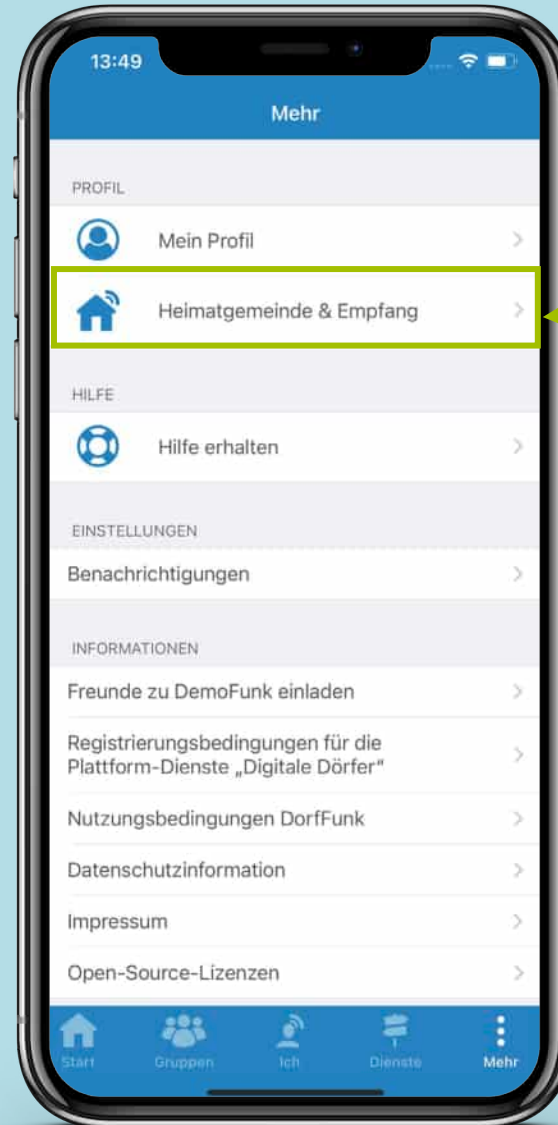 13:49
Mehr
PROFIL
Mein Profil
Heimatgemeinde & Empfang
HILFE
Hilfe erhalten
EINSTELLUNGEN
Benachrichtigungen
INFORMATIONEN
Freunde zu DemoFunk einladen
Registrierungsbedingungen für die
Plattform-Dienste „Digitale Dörfer“
Nutzungsbedingungen DorfFunk
Datenschutzinformation
Impressum
Open-Source-Lizenzen
Start Gruppen Ich Dienste Mehr